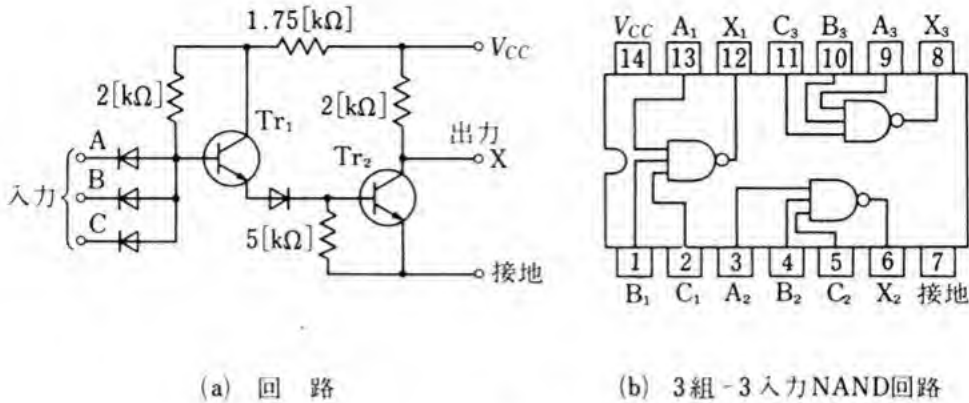 1.75[kΩ]
V_CC
2[kΩ]
2[kΩ]
Tr₁
A
出力
Tr₂
X
入力
B
C
5[kΩ]
接地
(a) 回路
V_CC A₁ X₁ C₃ B₃ A₃ X₃
14 13 12 11 10 9 8
1 2 3 4 5 6 7
B₁ C₁ A₂ B₂ C₂ X₂ 接地
(b) 3組-3入力NAND回路